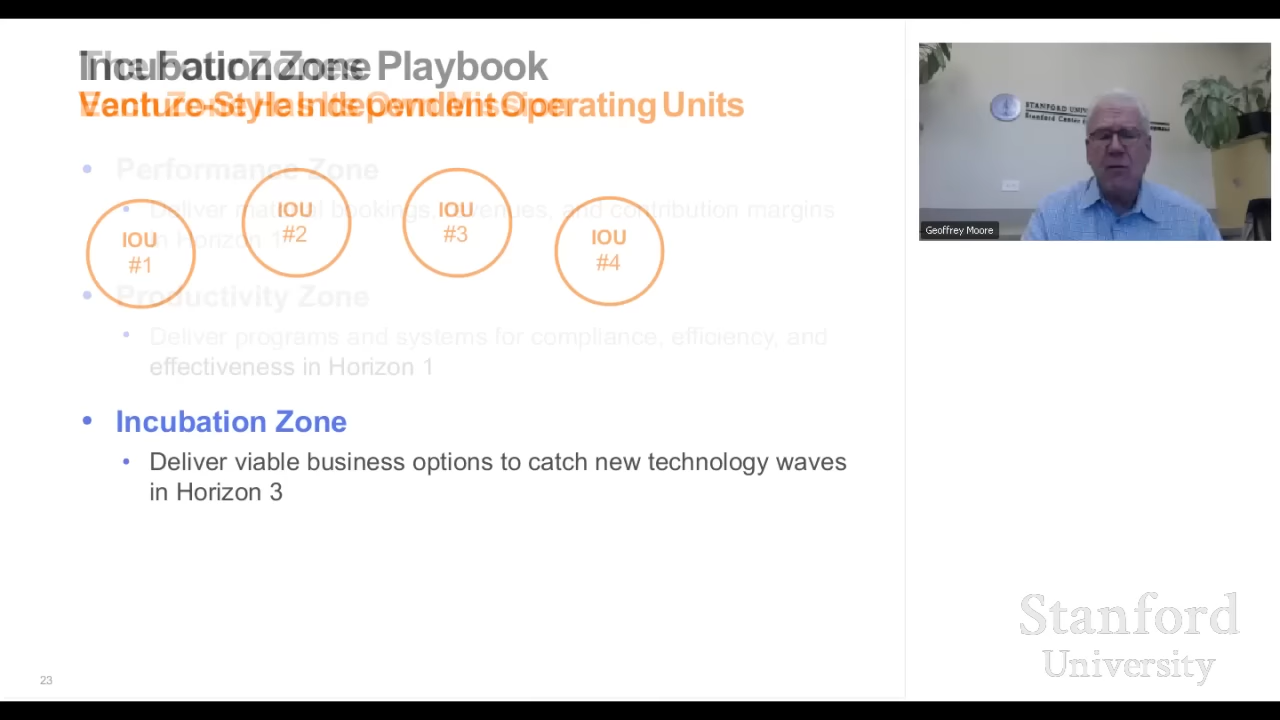 Incubation Zone Playbook
Venture-Style Independent Operating Units
Performance Zone
Deliver material bookings, revenues, and contribution margins
in Horizon 1
IOU
#1
IOU
#2
IOU
#3
IOU
#4
Productivity Zone
Deliver programs and systems for compliance, efficiency, and
effectiveness in Horizon 1
Incubation Zone
Deliver viable business options to catch new technology waves
in Horizon 3
23
STANFORD
Stanford Center
Geoffrey Moore
Stanford
University